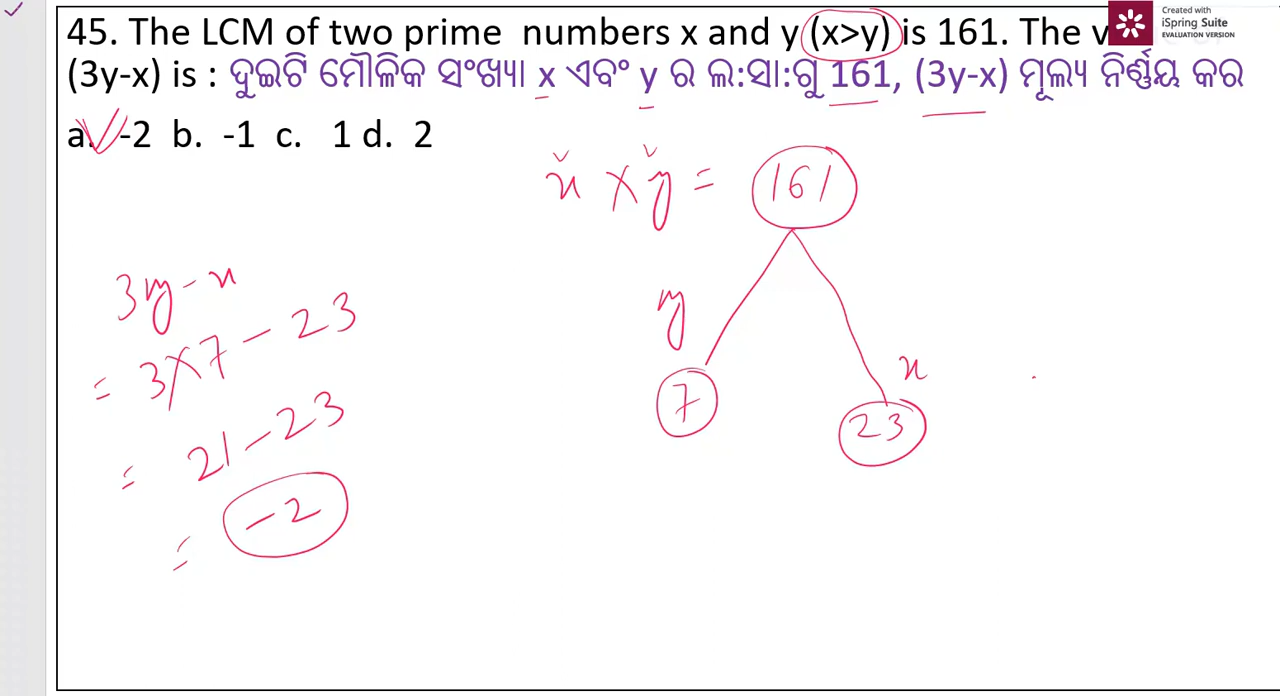 45. The LCM of two prime numbers x and y (x>y) is 161. The
(3y-x) is : ଦୁଇଟି ମୌଳିକ ସଂଖ୍ୟା x ଏବଂ y ର ଲ:ସା:ଗୁ 161, (3y-x) ମୂଲ୍ୟ ନିର୍ଣ୍ଣୟ କର
a. -2 b. -1 c. 1 d. 2
x × y = 161
3y - x
= 3×7 - 23
= 21 - 23
= -2
y
7
x
23
Created with
iSpring Suite
EVALUATION VERSION